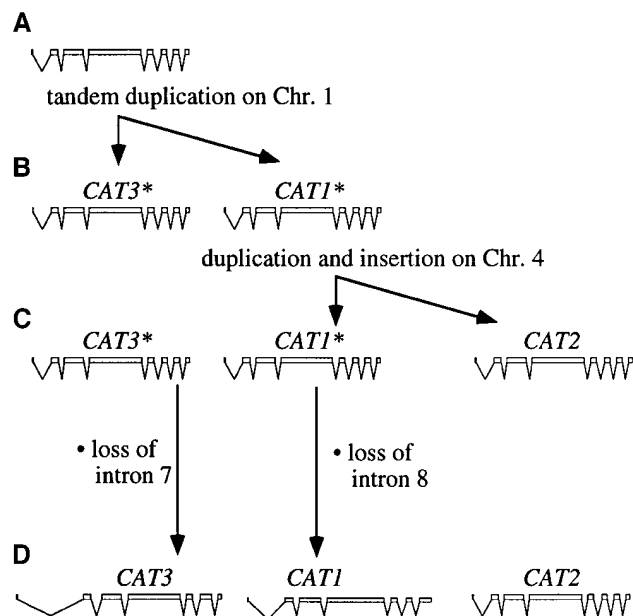 A
tandem duplication on Chr. 1
B
CAT3* CAT1*
duplication and insertion on Chr. 4
C
CAT3* CAT1* CAT2
• loss of
intron 7
• loss of
intron 8
D
CAT3 CAT1 CAT2